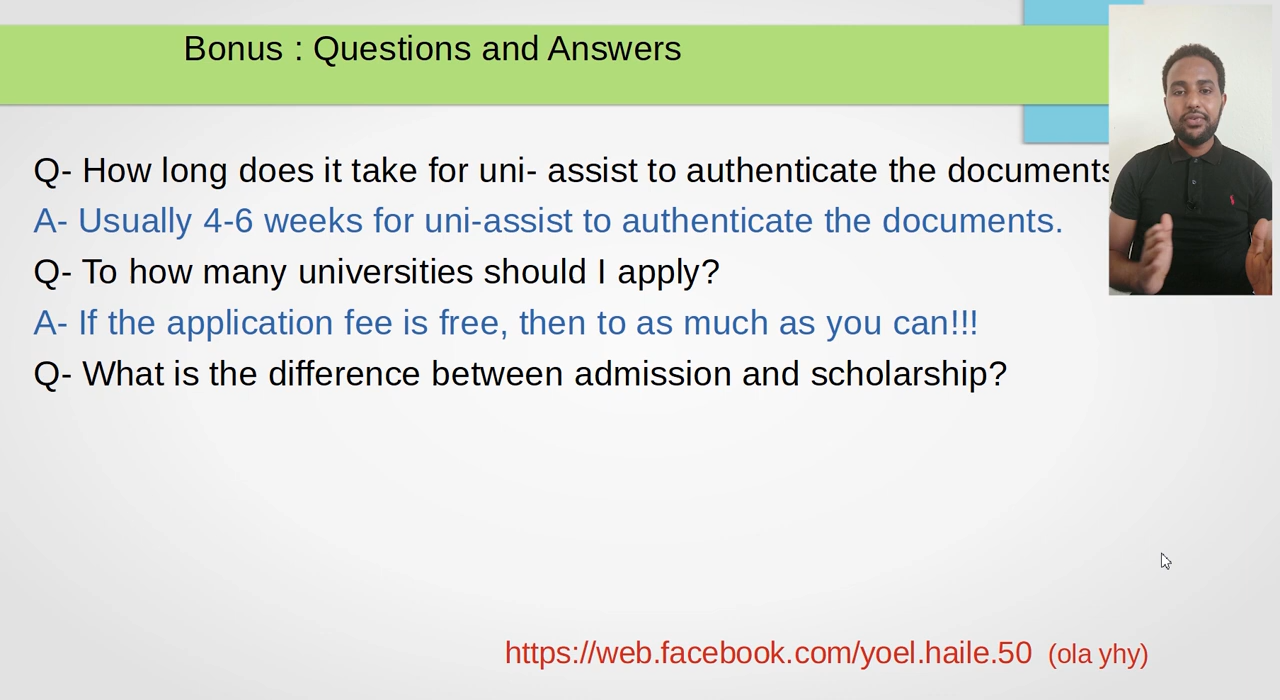 Bonus : Questions and Answers
Q- How long does it take for uni- assist to authenticate the documents
A- Usually 4-6 weeks for uni-assist to authenticate the documents.
Q- To how many universities should I apply?
A- If the application fee is free, then to as much as you can!!!
Q- What is the difference between admission and scholarship?
https://web.facebook.com/yoel.haile.50 (ola yhy)